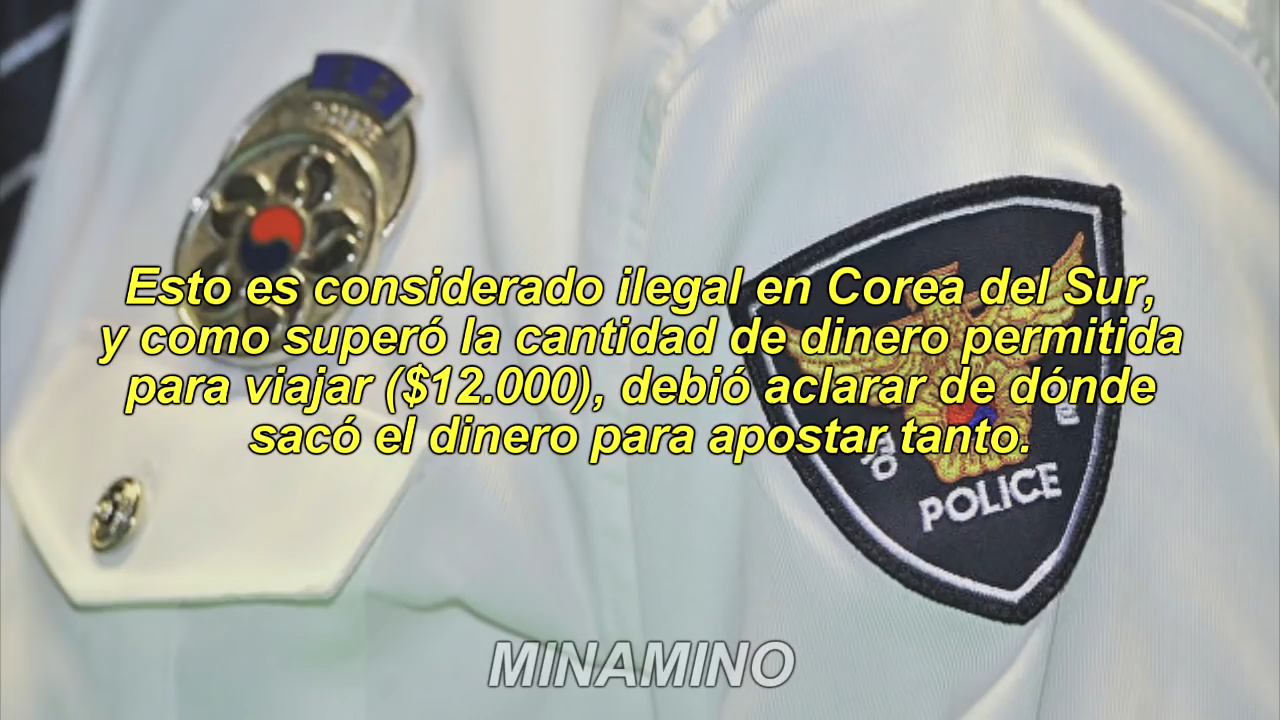 Esto es considerado ilegal en Corea del Sur,
y como superó la cantidad de dinero permitida
para viajar ($12.000), debió aclarar de dónde
sacó el dinero para apostar tanto.
POLICE
MINAMINO